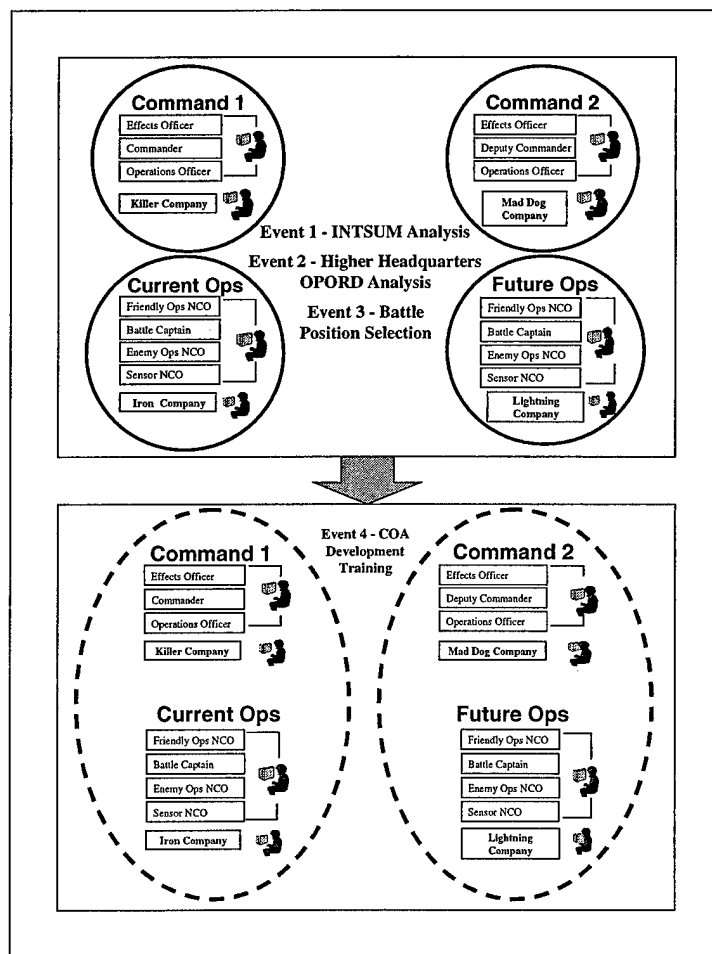 Command 1
Effects Officer
Commander
Operations Officer
Killer Company
Command 2
Effects Officer
Deputy Commander
Operations Officer
Mad Dog
Company
Event 1 - INTSUM Analysis
Event 2 - Higher Headquarters
OPORD Analysis
Event 3 - Battle
Position Selection
Current Ops
Friendly Ops NCO
Battle Captain
Enemy Ops NCO
Sensor NCO
Iron Company
Future Ops
Friendly Ops NCO
Battle Captain
Enemy Ops NCO
Sensor NCO
Lightning
Company
Event 4 - COA
Development
Training
Command 1
Effects Officer
Commander
Operations Officer
Killer Company
Command 2
Effects Officer
Deputy Commander
Operations Officer
Mad Dog Company
Current Ops
Friendly Ops NCO
Battle Captain
Enemy Ops NCO
Sensor NCO
Iron Company
Future Ops
Friendly Ops NCO
Battle Captain
Enemy Ops NCO
Sensor NCO
Lightning
Company